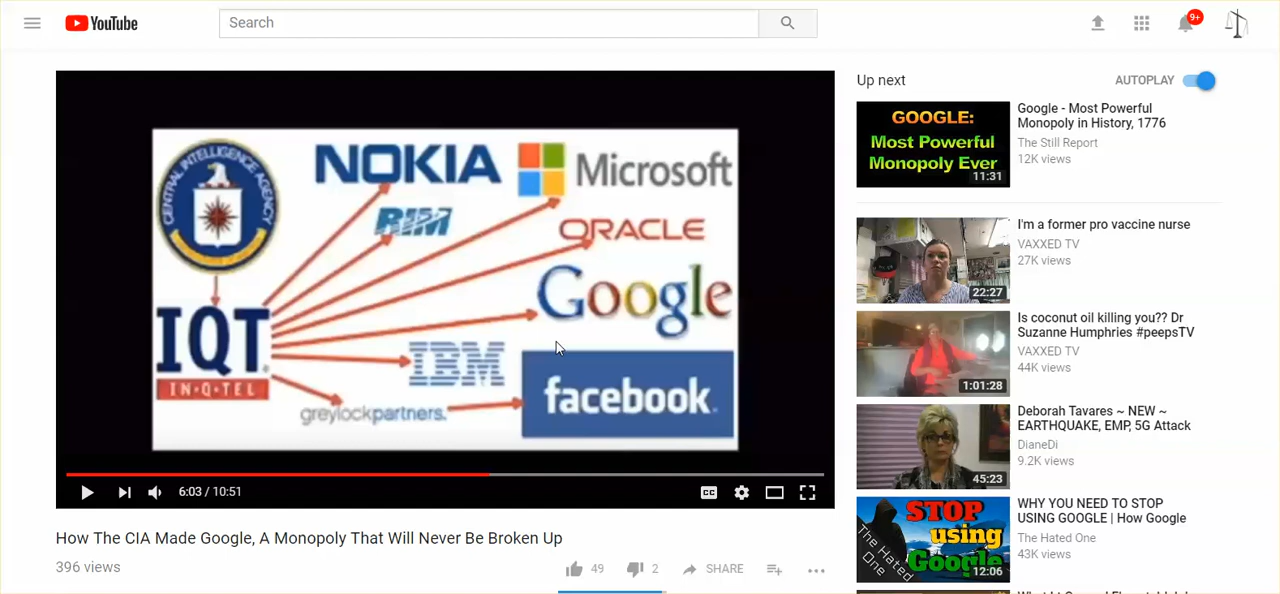 YouTube
Search
9+
CENTRAL INTELLIGENCE AGENCY
NOKIA
Microsoft
RIM
ORACLE
Google
IQT
IN·Q·TEL
IBM
greylockpartners.
facebook
6:03 / 10:51
CC
How The CIA Made Google, A Monopoly That Will Never Be Broken Up
396 views
49
2
SHARE
Up next
AUTOPLAY
GOOGLE:
Most Powerful
Monopoly Ever
11:31
Google - Most Powerful
Monopoly in History, 1776
The Still Report
12K views
22:27
I'm a former pro vaccine nurse
VAXXED TV
27K views
1:01:28
Is coconut oil killing you?? Dr
Suzanne Humphries #peepsTV
VAXXED TV
44K views
45:23
Deborah Tavares ~ NEW ~
EARTHQUAKE, EMP, 5G Attack
DianeDi
9.2K views
STOP
using
Google
The Hated
One
12:06
WHY YOU NEED TO STOP
USING GOOGLE | How Google
The Hated One
43K views